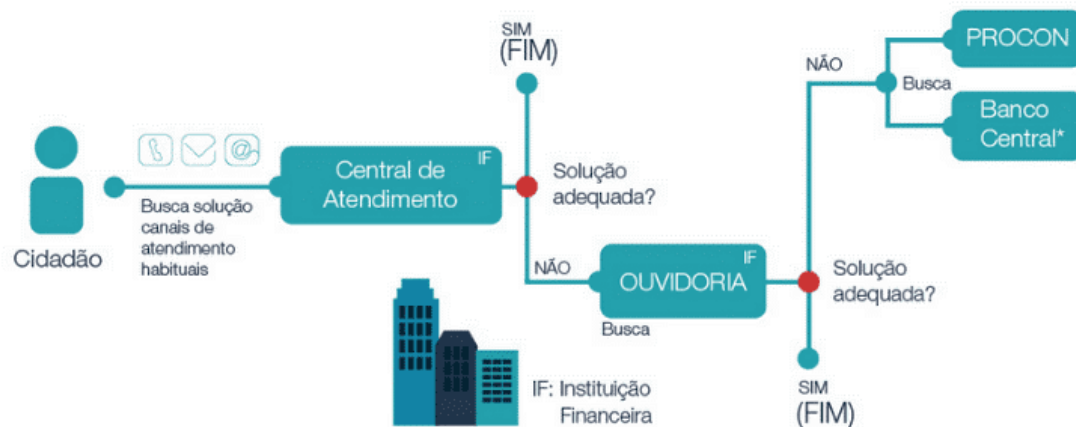 Cidadão
Busca solução
canais de
atendimento
habituais
IF
Central de
Atendimento
SIM
(FIM)
Solução
adequada?
NÃO
IF
OUVIDORIA
Busca
Solução
adequada?
SIM
(FIM)
NÃO
Busca
PROCON
Banco
Central*
IF: Instituição
Financeira